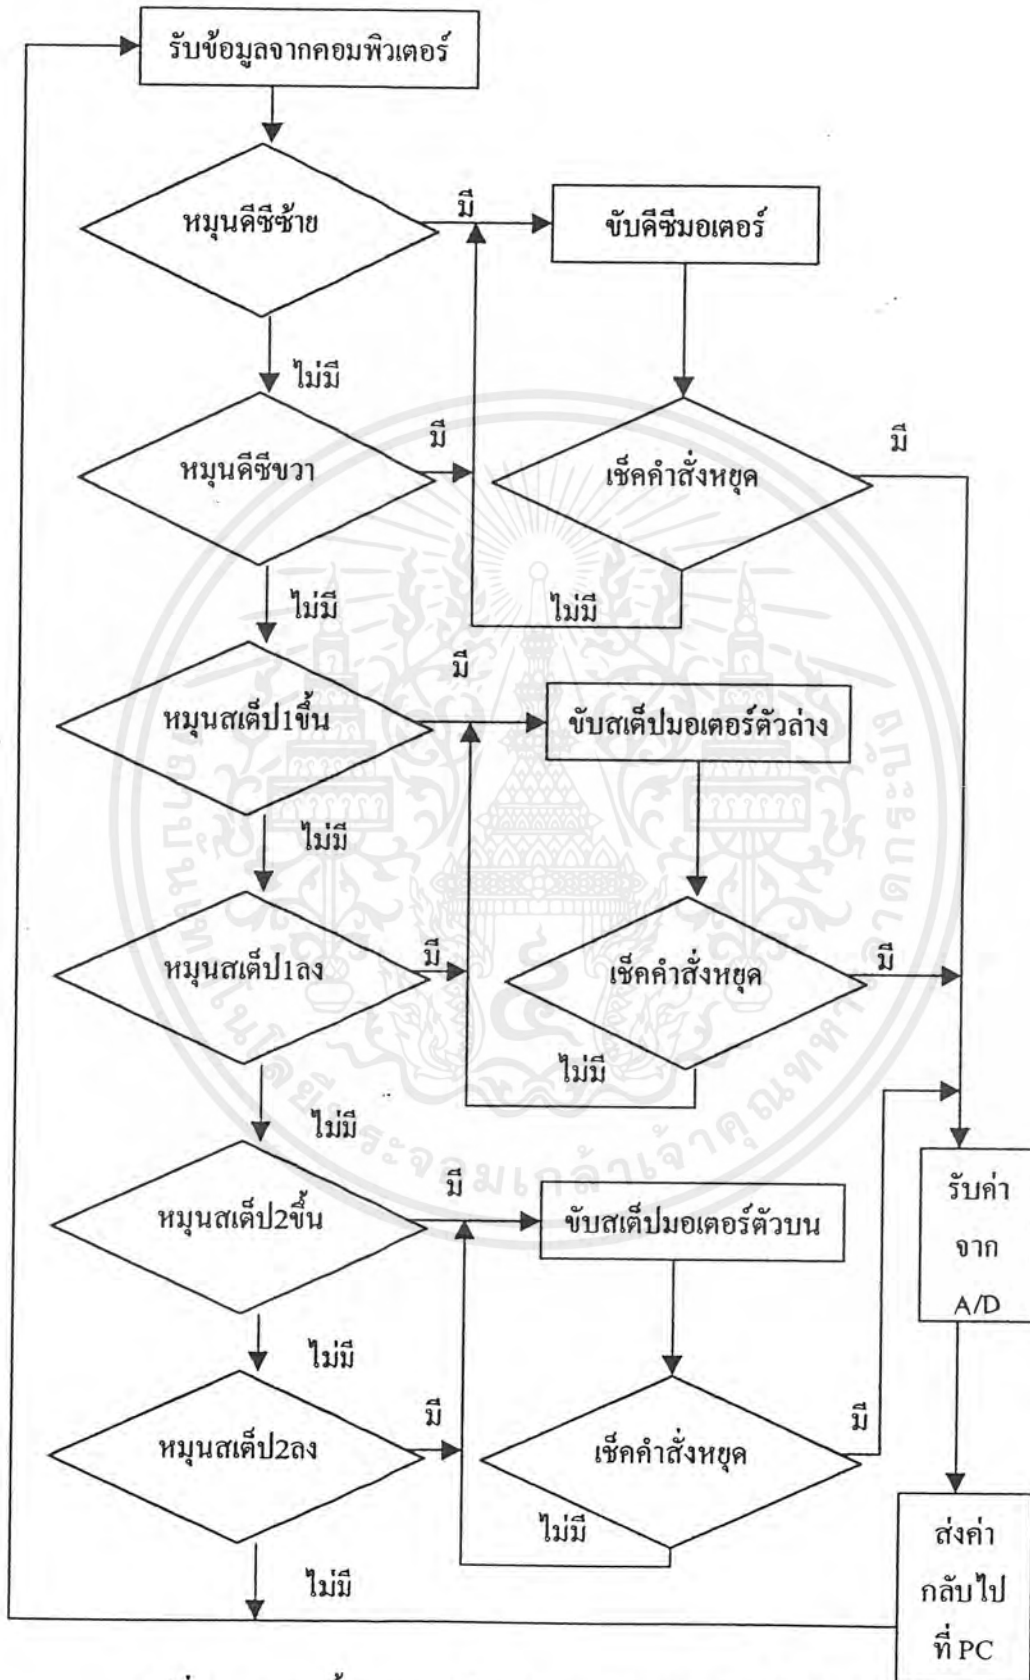 รับข้อมูลจากคอมพิวเตอร์
หมุนดีซีซ้าย
มี
ขับดีซีมอเตอร์
ไม่มี
หมุนดีซีขวา
มี
เช็คคำสั่งหยุด
มี
ไม่มี
ไม่มี
หมุนสเต็ป1ขึ้น
มี
ขับสเต็ปมอเตอร์ตัวล่าง
ไม่มี
หมุนสเต็ป1ลง
มี
เช็คคำสั่งหยุด
มี
ไม่มี
ไม่มี
หมุนสเต็ป2ขึ้น
มี
ขับสเต็ปมอเตอร์ตัวบน
รับค่า
จาก
A/D
ไม่มี
หมุนสเต็ป2ลง
มี
เช็คคำสั่งหยุด
มี
ไม่มี
ไม่มี
ส่งค่า
กลับไป
ที่ PC